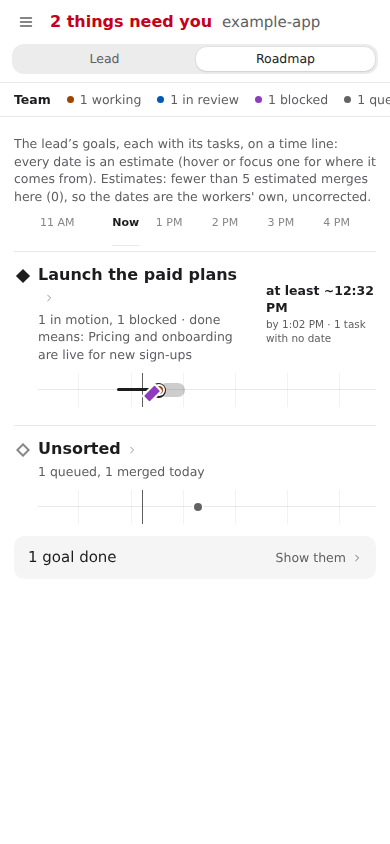 2 things need you example-app
Lead Roadmap
Team 1 working 1 in review 1 blocked 1 que
The lead’s goals, each with its tasks, on a time line:
every date is an estimate (hover or focus one for where it
comes from). Estimates: fewer than 5 estimated merges
here (0), so the dates are the workers' own, uncorrected.
11 AM Now 1 PM 2 PM 3 PM 4 PM
Launch the paid plans
at least ~12:32
PM
by 1:02 PM · 1 task
with no date
1 in motion, 1 blocked · done
means: Pricing and onboarding
are live for new sign-ups
Unsorted
1 queued, 1 merged today
1 goal done Show them